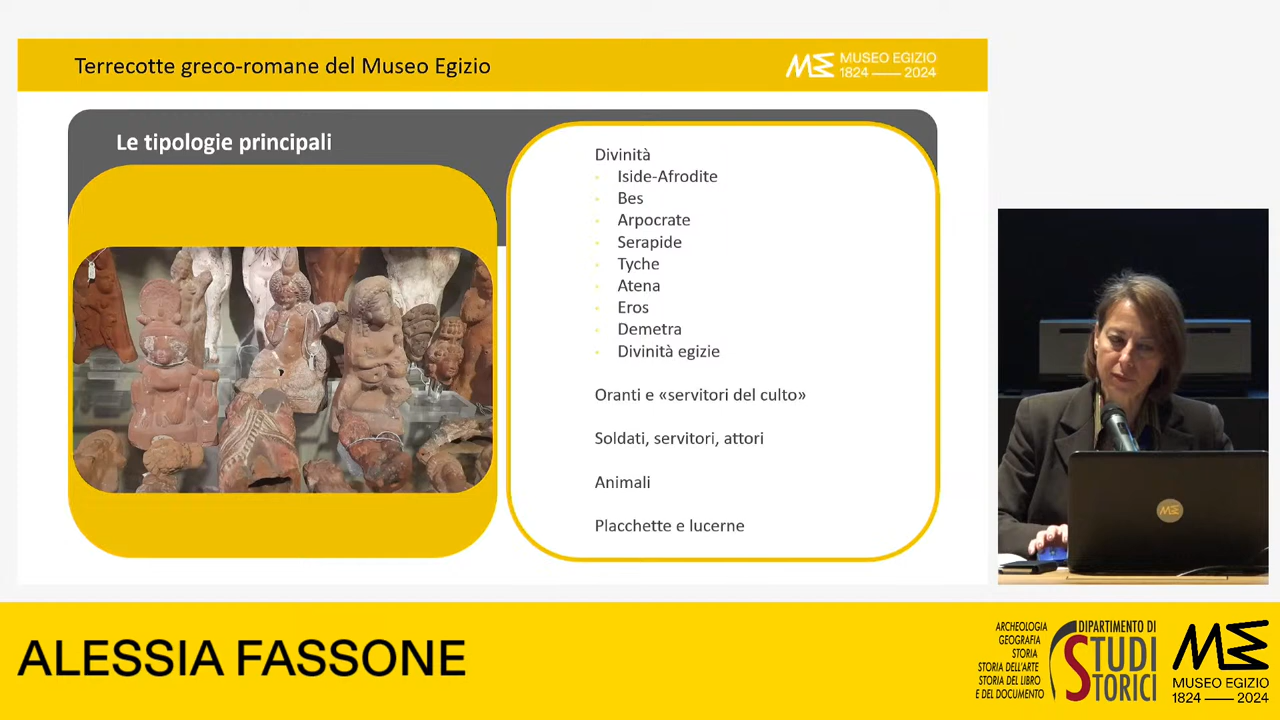 Terrecotte greco-romane del Museo Egizio
MUSEO EGIZIO
1824 — 2024
Le tipologie principali
Divinità
Iside-Afrodite
Bes
Arpocrate
Serapide
Tyche
Atena
Eros
Demetra
Divinità egizie
Oranti e «servitori del culto»
Soldati, servitori, attori
Animali
Placchette e lucerne
ALESSIA FASSONE
ARCHEOLOGIA
GEOGRAFIA
STORIA
STORIA DELL'ARTE
STORIA DEL LIBRO
E DEL DOCUMENTO
DIPARTIMENTO DI
STUDI
STORICI
MUSEO EGIZIO
1824 — 2024